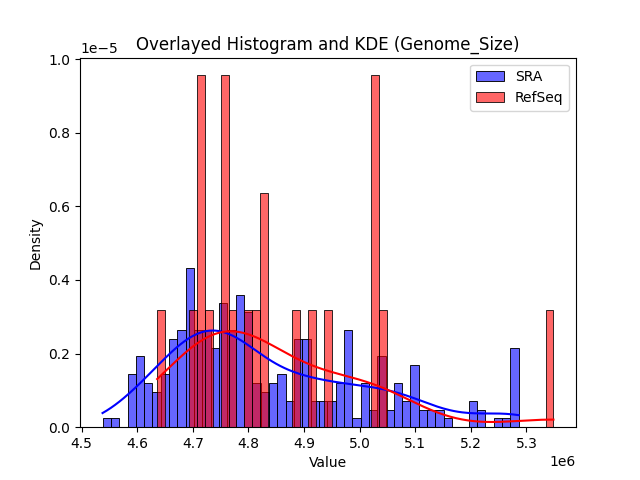 Overlayed Histogram and KDE (Genome_Size)
1e−5
SRA
RefSeq
1.0
0.8
0.6
0.4
0.2
0.0
Density
4.5 4.6 4.7 4.8 4.9 5.0 5.1 5.2 5.3
Value
1e6